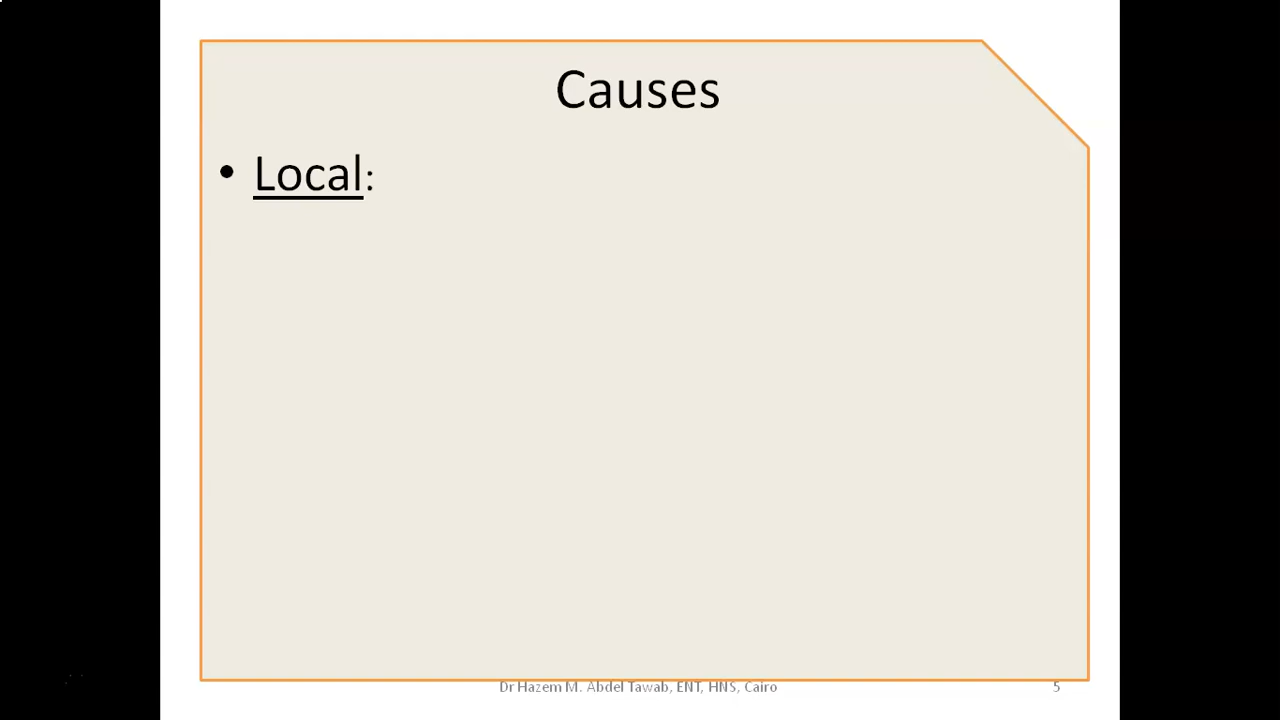 Causes
• Local:
Dr Hazem M. Abdel Tawab, ENT, HNS, Cairo
5